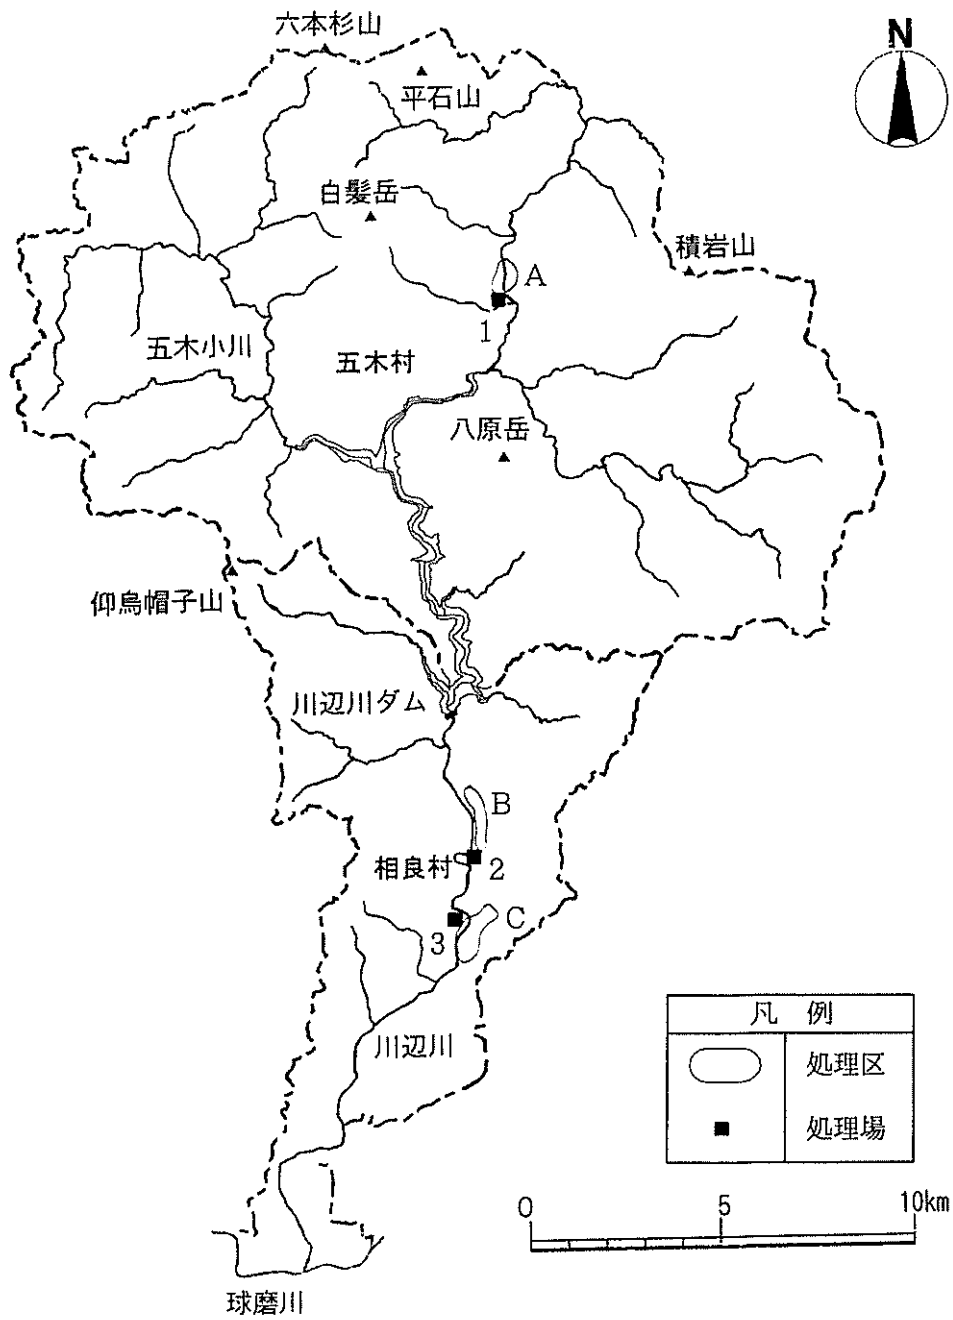 六本杉山
N
平石山
白髪岳
積岩山
A
1
五木小川
五木村
八原岳
仰烏帽子山
川辺川ダム
B
相良村
2
C
3
川辺川
凡 例
処理区
処理場
0 5 10km
球磨川